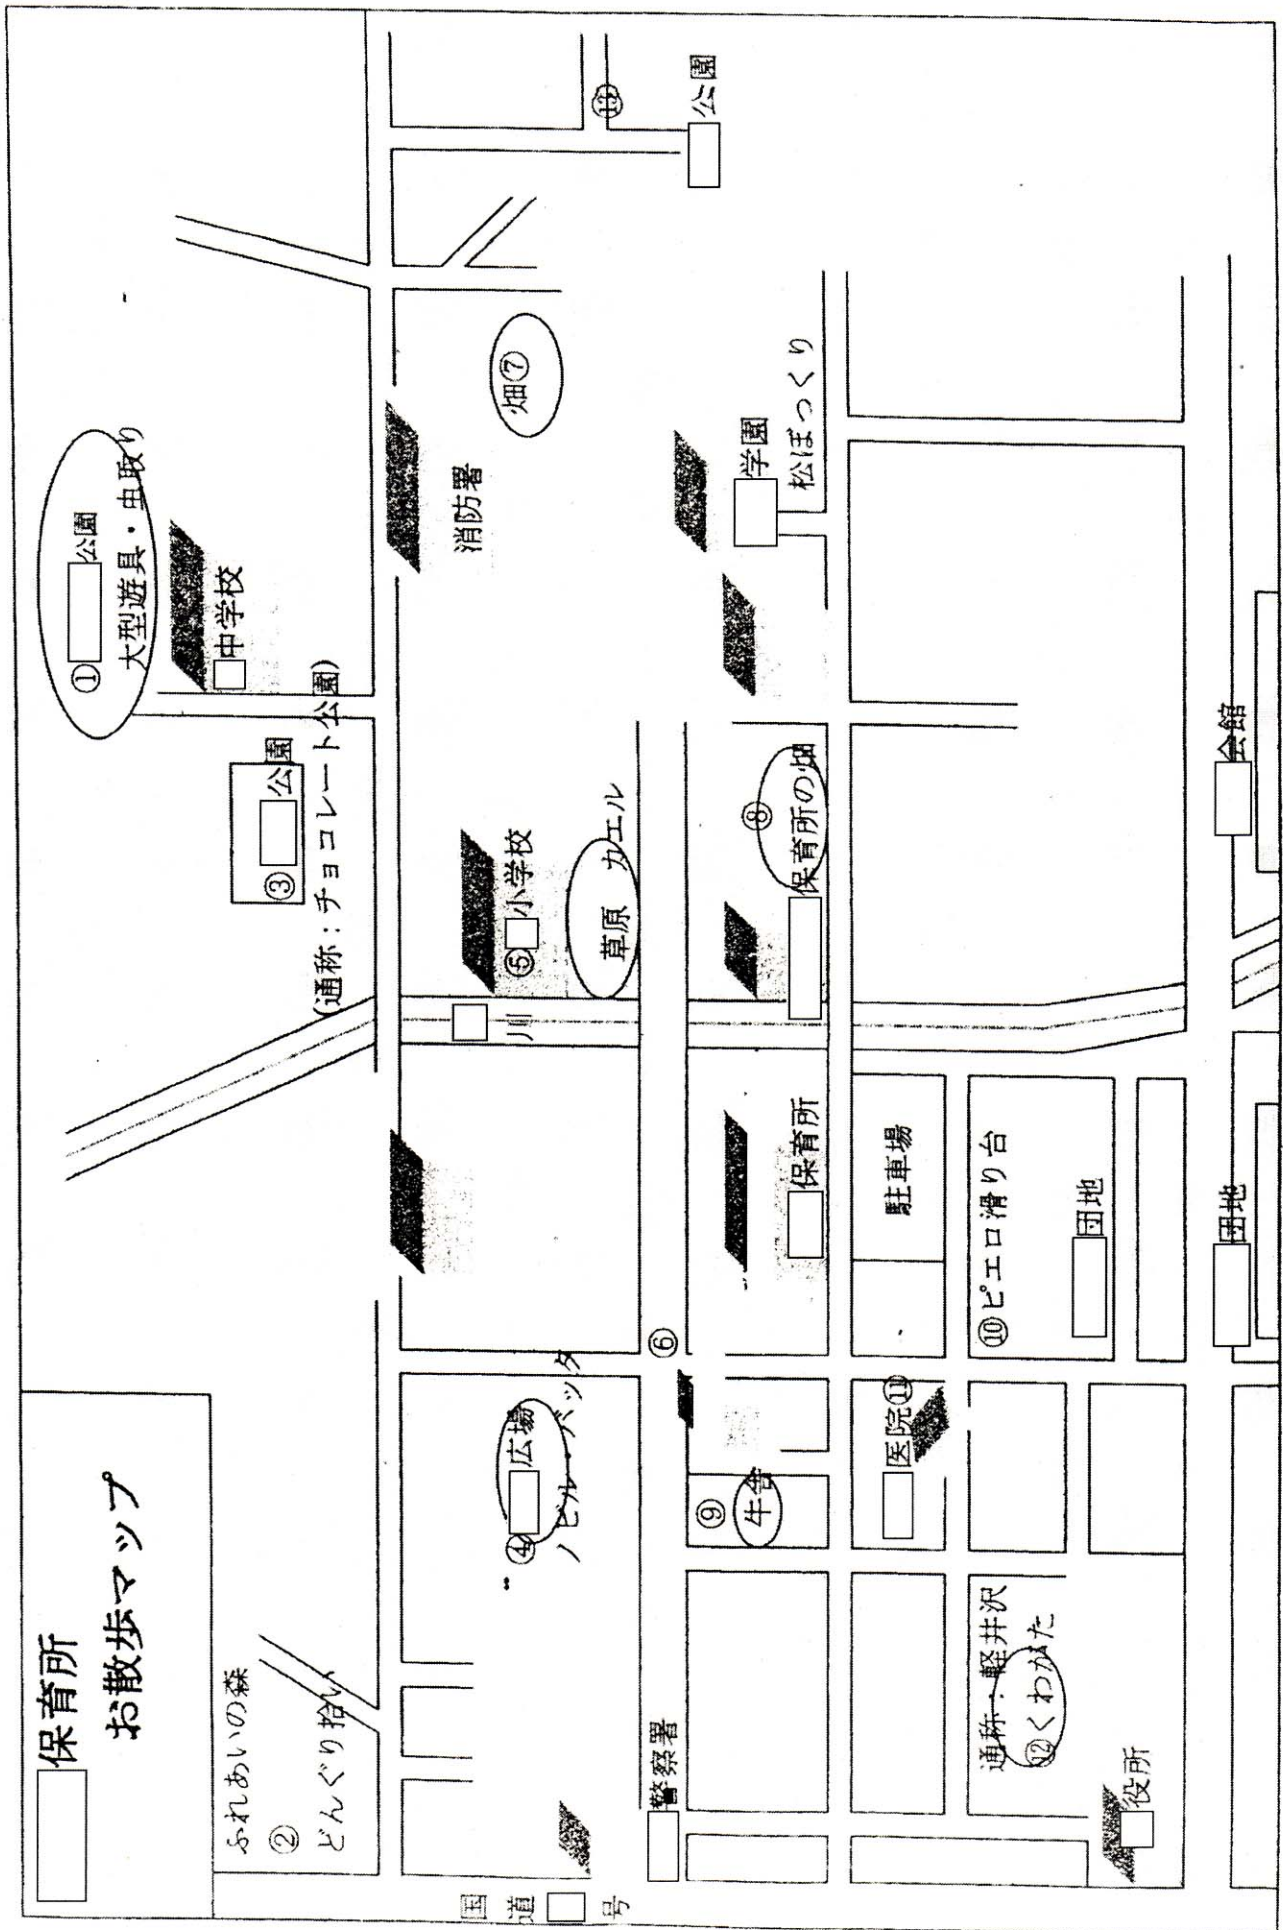 保育所
お散歩マップ
ふれあいの森
②
どんぐり拾い
①公園
大型遊具・虫取り
中学校
③公園
(通称:チョコレート公園)
消防署
畑⑦
⑬
公園
川
⑤小学校
草原 カエル
④広場
ノビル・バッタ
国道 号
警察署
⑥
⑨
牛舎
保育所
⑧
保育所の畑
学園
松ぼっくり
医院⑪
駐車場
⑩ピエロ滑り台
団地
通称:軽井沢
⑫くわがた
役所
団地
会館